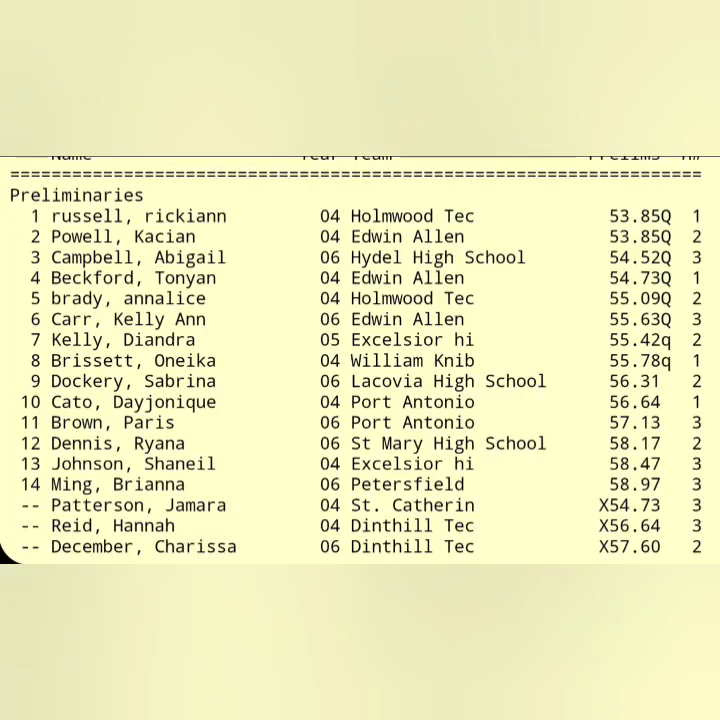 Name Year Team Prelims H#
=======================================================================
Preliminaries
1 russell, rickiann 04 Holmwood Tec 53.85Q 1
2 Powell, Kacian 04 Edwin Allen 53.85Q 2
3 Campbell, Abigail 06 Hydel High School 54.52Q 3
4 Beckford, Tonyan 04 Edwin Allen 54.73Q 1
5 brady, annalice 04 Holmwood Tec 55.09Q 2
6 Carr, Kelly Ann 06 Edwin Allen 55.63Q 3
7 Kelly, Diandra 05 Excelsior hi 55.42q 2
8 Brissett, Oneika 04 William Knib 55.78q 1
9 Dockery, Sabrina 06 Lacovia High School 56.31 2
10 Cato, Dayjonique 04 Port Antonio 56.64 1
11 Brown, Paris 06 Port Antonio 57.13 3
12 Dennis, Ryana 06 St Mary High School 58.17 2
13 Johnson, Shaneil 04 Excelsior hi 58.47 3
14 Ming, Brianna 06 Petersfield 58.97 3
-- Patterson, Jamara 04 St. Catherin X54.73 3
-- Reid, Hannah 04 Dinthill Tec X56.64 3
-- December, Charissa 06 Dinthill Tec X57.60 2